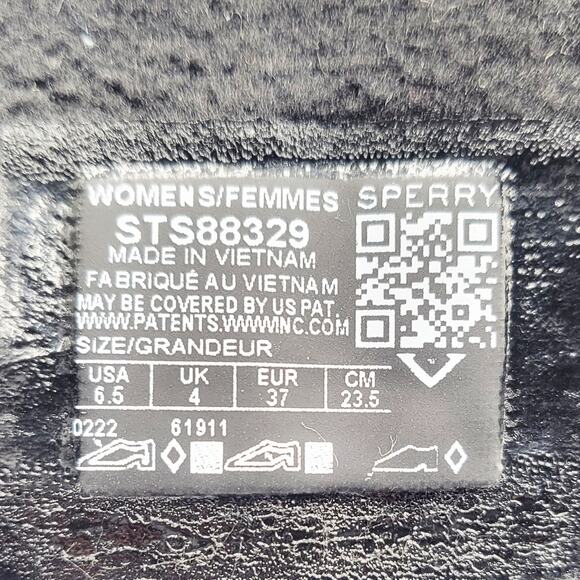 WOMENS/FEMMES SPERRY
STS88329
MADE IN VIETNAM
FABRIQUÉ AU VIETNAM
MAY BE COVERED BY US PAT.
WWW.PATENTS.WWWINC.COM
SIZE/GRANDEUR
USA UK EUR CM
6.5 4 37 23.5
0222 61911